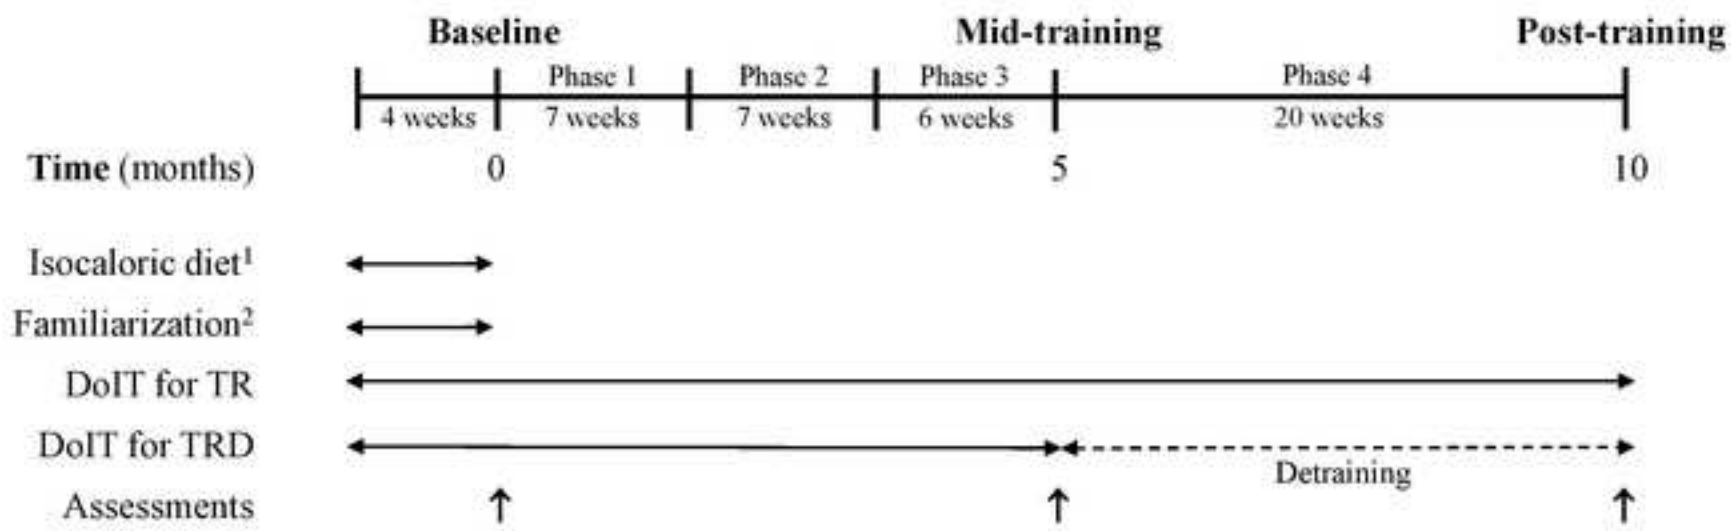 Baseline Mid-training Post-training
Phase 1 Phase 2 Phase 3 Phase 4
4 weeks 7 weeks 7 weeks 6 weeks 20 weeks
Time (months) 0 5 10
Isocaloric diet¹
Familiarization²
DoIT for TR
DoIT for TRD
Detraining
Assessments